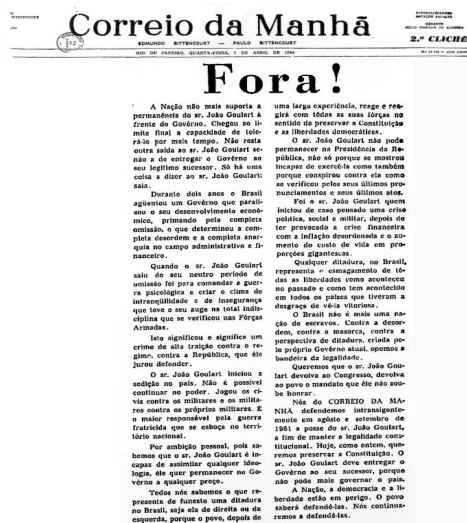 Correio da Manhã
EDMUNDO BITTENCOURT — PAULO BITTENCOURT
2.º CLICHÊ
RIO DE JANEIRO, QUARTA-FEIRA, 1 DE ABRIL DE 1964
Fora!
A Nação não mais suporta a
permanência do sr. João Goulart à
frente do Govêrno. Chegou ao li-
mite final a capacidade de tole-
rá-lo por mais tempo. Não resta
outra saída ao sr. João Goulart se-
não a de entregar o Govêrno ao
seu legítimo sucessor. Só há uma
coisa a dizer ao sr. João Goulart:
saia.
Durante dois anos o Brasil
agüentou um Govêrno que parali-
sou o seu desenvolvimento econô-
mico, primando pela completa
omissão, o que determinou a com-
pleta desordem e a completa anar-
quia no campo administrativo e fi-
nanceiro.
Quando o sr. João Goulart
saiu de seu neutro período de
omissão foi para comandar a guer-
ra psicológica e criar o clima de
intranqüilidade e de insegurança
que teve o seu auge na total indis-
ciplina que se verificou nas Fôrças
Armadas.
Isto significou e significa um
crime de alta traição contra o re-
gime, contra a República, que êle
jurou defender.
O sr. João Goulart iniciou a
sedição no país. Não é possível
continuar no poder. Jogou os ci-
vis contra os militares e os milita-
res contra os próprios militares. É
o maior responsável pela guerra
fratricida que se esboça no terri-
tório nacional.
Por ambição pessoal, pois sa-
bemos que o sr. João Goulart é in-
capaz de assimilar qualquer ideo-
logia, êle quer permanecer no Go-
vêrno a qualquer preço.
Todos nós sabemos o que re-
presenta de funesto uma ditadura
no Brasil, seja ela de direita ou de
esquerda, porque o povo, depois de
uma larga experiência, reage e rea-
girá com tôdas as suas fôrças no
sentido de preservar a Constituição
e as liberdades democráticas.
O sr. João Goulart não pode
permanecer na Presidência da Re-
pública, não só porque se mostrou
incapaz de exercê-la como também
porque conspirou contra ela como
se verificou pelos seus últimos pro-
nunciamentos e seus últimos atos.
Foi o sr. João Goulart quem
iniciou de caso pensado uma crise
política, social e militar, depois de
ter provocado a crise financeira
com a inflação desordenada e o au-
mento do custo de vida em pro-
porções gigantescas.
Qualquer ditadura, no Brasil,
representa o esmagamento de tô-
das as liberdades como aconteceu
no passado e como tem acontecido
em todos os países que tiveram a
desgraça de vê-la vitoriosa.
O Brasil não é mais uma na-
ção de escravos. Contra a desor-
dem, contra a masorca, contra a
perspectiva de ditadura, criada pe-
lo próprio Govêrno atual, opomos a
bandeira da legalidade.
Queremos que o sr. João Gou-
lart devolva ao Congresso, devolva
ao povo o mandato que êle não sou-
be honrar.
Nós do CORREIO DA MA-
NHÃ defendemos intransigente-
mente em agôsto e setembro de
1961 a posse do sr. João Goulart,
a fim de manter a legalidade cons-
titucional. Hoje, como ontem, que-
remos preservar a Constituição. O
sr. João Goulart deve entregar o
Govêrno ao seu sucessor, porque
não pode mais governar o país.
A Nação, a democracia e a li-
berdade estão em perigo. O povo
saberá defendê-las. Nós continua-
remos a defendê-las.